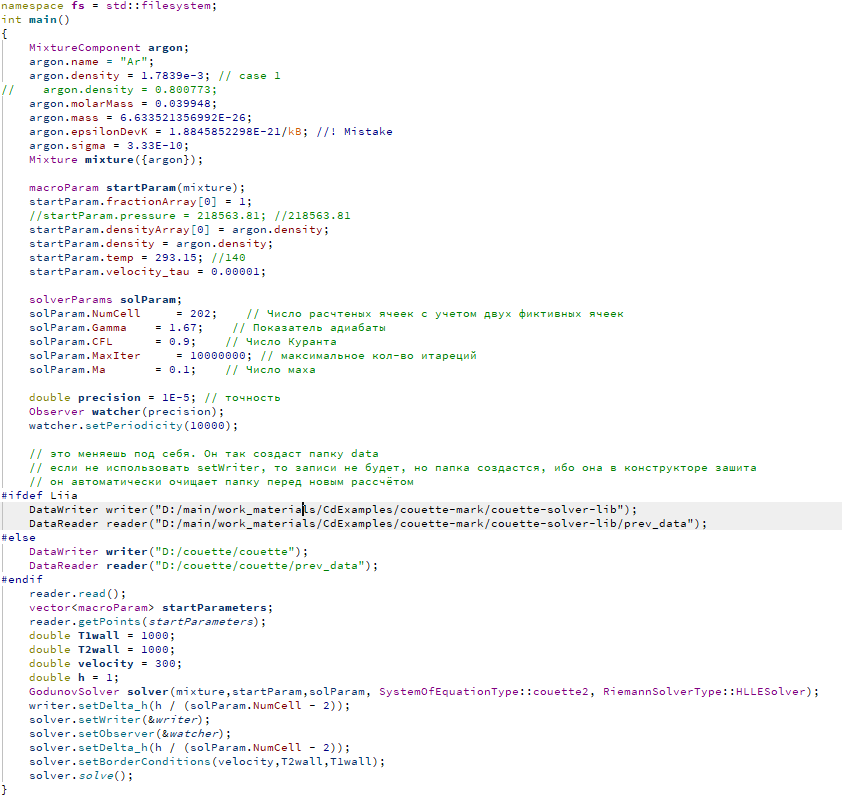 namespace fs = std::filesystem;
int main()
{
    MixtureComponent argon;
    argon.name = "Ar";
    argon.density = 1.7839e-3; // case 1
//    argon.density = 0.800773;
    argon.molarMass = 0.039948;
    argon.mass = 6.633521356992E-26;
    argon.epsilonDevK = 1.8845852298E-21/kB; //! Mistake
    argon.sigma = 3.33E-10;
    Mixture mixture({argon});

    macroParam startParam(mixture);
    startParam.fractionArray[0] = 1;
    //startParam.pressure = 218563.81; //218563.81
    startParam.densityArray[0] = argon.density;
    startParam.density = argon.density;
    startParam.temp = 293.15; //140
    startParam.velocity_tau = 0.00001;

    solverParams solParam;
    solParam.NumCell     = 202;    // Число расчтеных ячеек с учетом двух фиктивных ячеек
    solParam.Gamma    = 1.67;    // Показатель адиабаты
    solParam.CFL      = 0.9;    // Число Куранта
    solParam.MaxIter     = 10000000; // максимальное кол-во итареций
    solParam.Ma       = 0.1;    // Число маха

    double precision = 1E-5; // точность
    Observer watcher(precision);
    watcher.setPeriodicity(10000);

    // это меняешь под себя. Он так создаст папку data
    // если не использовать setWriter, то записи не будет, но папка создастся, ибо она в конструкторе зашита
    // он автоматически очищает папку перед новым рассчётом
#ifdef Liia
    DataWriter writer("D:/main/work_materials/CdExamples/couette-mark/couette-solver-lib");
    DataReader reader("D:/main/work_materials/CdExamples/couette-mark/couette-solver-lib/prev_data");
#else
    DataWriter writer("D:/couette/couette");
    DataReader reader("D:/couette/couette/prev_data");
#endif
    reader.read();
    vector<macroParam> startParameters;
    reader.getPoints(startParameters);
    double T1wall = 1000;
    double T2wall = 1000;
    double velocity = 300;
    double h = 1;
    GodunovSolver solver(mixture,startParam,solParam, SystemOfEquationType::couette2, RiemannSolverType::HLLESolver);
    writer.setDelta_h(h / (solParam.NumCell - 2));
    solver.setWriter(&writer);
    solver.setObserver(&watcher);
    solver.setDelta_h(h / (solParam.NumCell - 2));
    solver.setBorderConditions(velocity,T2wall,T1wall);
    solver.solve();
}